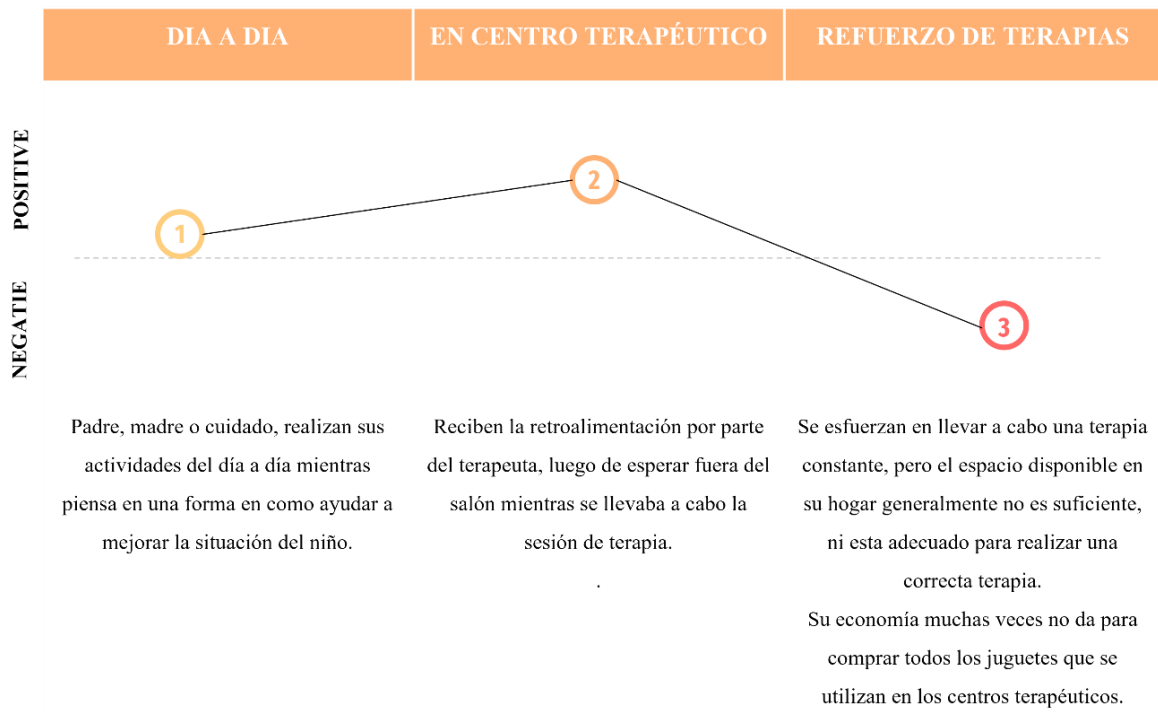 DIA A DIA
EN CENTRO TERAPÉUTICO
REFUERZO DE TERAPIAS
POSITIVE
NEGATIE
1
2
3
Padre, madre o cuidado, realizan sus
actividades del día a día mientras
piensa en una forma en como ayudar a
mejorar la situación del niño.
Reciben la retroalimentación por parte
del terapeuta, luego de esperar fuera del
salón mientras se llevaba a cabo la
sesión de terapia.
.
Se esfuerzan en llevar a cabo una terapia
constante, pero el espacio disponible en
su hogar generalmente no es suficiente,
ni esta adecuado para realizar una
correcta terapia.
Su economía muchas veces no da para
comprar todos los juguetes que se
utilizan en los centros terapéuticos.